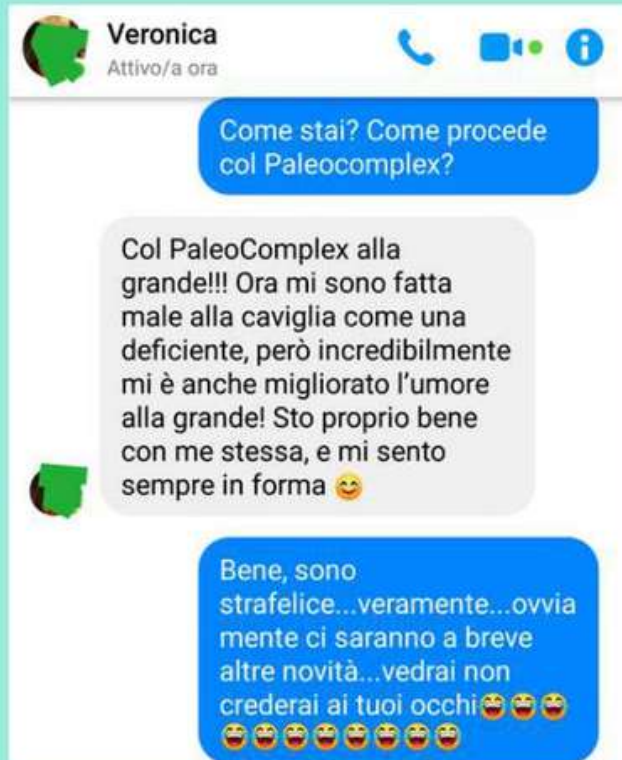 Veronica
Attivo/a ora
Come stai? Come procede
col Paleocomplex?
Col PaleoComplex alla
grande!!! Ora mi sono fatta
male alla caviglia come una
deficiente, però incredibilmente
mi è anche migliorato l'umore
alla grande! Sto proprio bene
con me stessa, e mi sento
sempre in forma 😊
Bene, sono
strafelice...veramente...ovvia
mente ci saranno a breve
altre novità...vedrai non
crederai ai tuoi occhi😂😂😂
😂😂😂😂😂😂😂😂